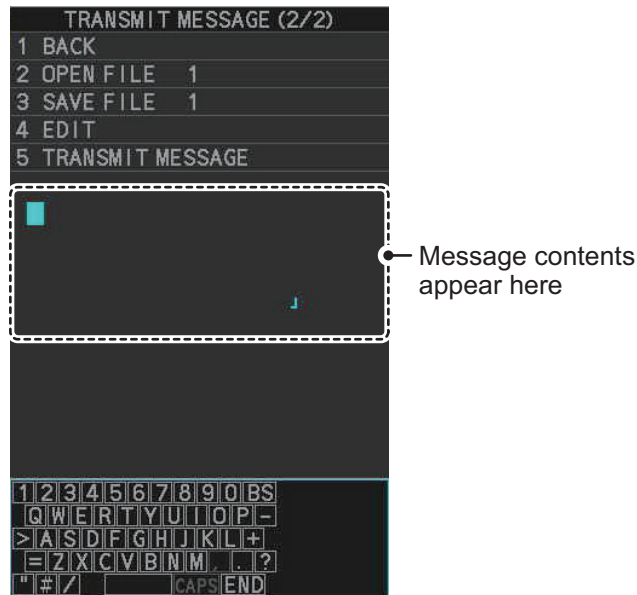 TRANSMIT MESSAGE (2/2)
1 BACK
2 OPEN FILE 1
3 SAVE FILE 1
4 EDIT
5 TRANSMIT MESSAGE
Message contents
appear here
1 2 3 4 5 6 7 8 9 0 BS
Q W E R T Y U I O P -
> A S D F G H J K L +
= Z X C V B N M , . ?
" # / CAPS END